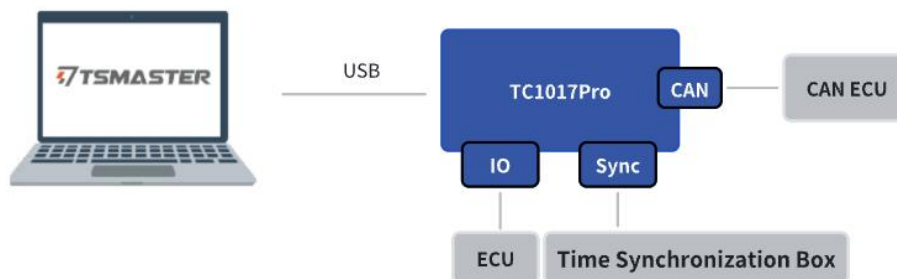 TSMASTER
USB
TC1017Pro
CAN
CAN ECU
IO
Sync
ECU
Time Synchronization Box